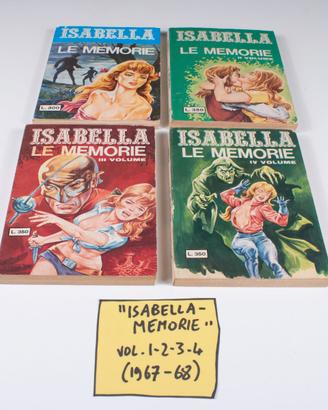 ISABELLA
LE MEMORIE
L. 300
ISABELLA
LE MEMORIE
II VOLUME
L. 350
ISABELLA
LE MEMORIE
III VOLUME
L. 350
ISABELLA
LE MEMORIE
IV VOLUME
L. 350
"ISABELLA-
MEMORIE"
VOL. 1-2-3-4
(1967-68)